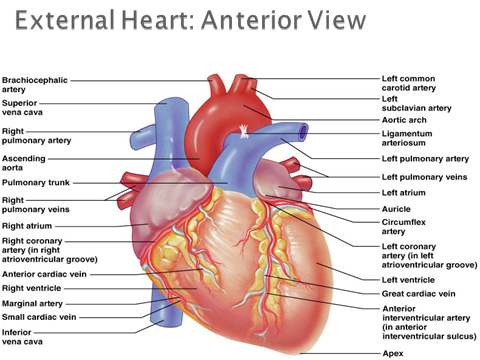 External Heart: Anterior View
Brachiocephalic
artery
Superior
vena cava
Right
pulmonary artery
Ascending
aorta
Pulmonary trunk
Right
pulmonary veins
Right atrium
Right coronary
artery (in right
atrioventricular groove)
Anterior cardiac vein
Right ventricle
Marginal artery
Small cardiac vein
Inferior
vena cava
Left common
carotid artery
Left
subclavian artery
Aortic arch
Ligamentum
arteriosum
Left pulmonary artery
Left pulmonary veins
Left atrium
Auricle
Circumflex
artery
Left coronary
artery (in left
atrioventricular groove)
Left ventricle
Great cardiac vein
Anterior
interventricular artery
(in anterior
interventricular sulcus)
Apex